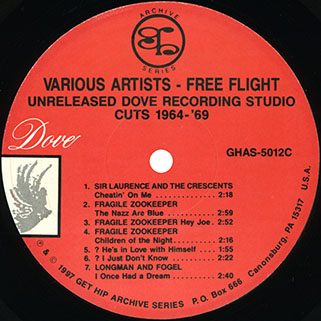 ARCHIVE
SERIES
VARIOUS ARTISTS - FREE FLIGHT
UNRELEASED DOVE RECORDING STUDIO
CUTS 1964-'69
Dove
GHAS-5012C
1. SIR LAURENCE AND THE CRESCENTS
Cheatin' On Me ............... 2:18
2. FRAGILE ZOOKEEPER
The Nazz Are Blue ........... 2:59
3. FRAGILE ZOOKEEPER Hey Joe . 2:52
4. FRAGILE ZOOKEEPER
Children of the Night ......... 2:16
5. ? He's In Love with Himself .... 3:55
6. ? I Just Don't Know ........... 2:22
7. LONGMAN AND FOGEL
I Once Had a Dream ......... 2:40
℗ & © 1997 GET HIP ARCHIVE SERIES P.O. Box 666 Canonsburg, PA 15317 U.S.A.